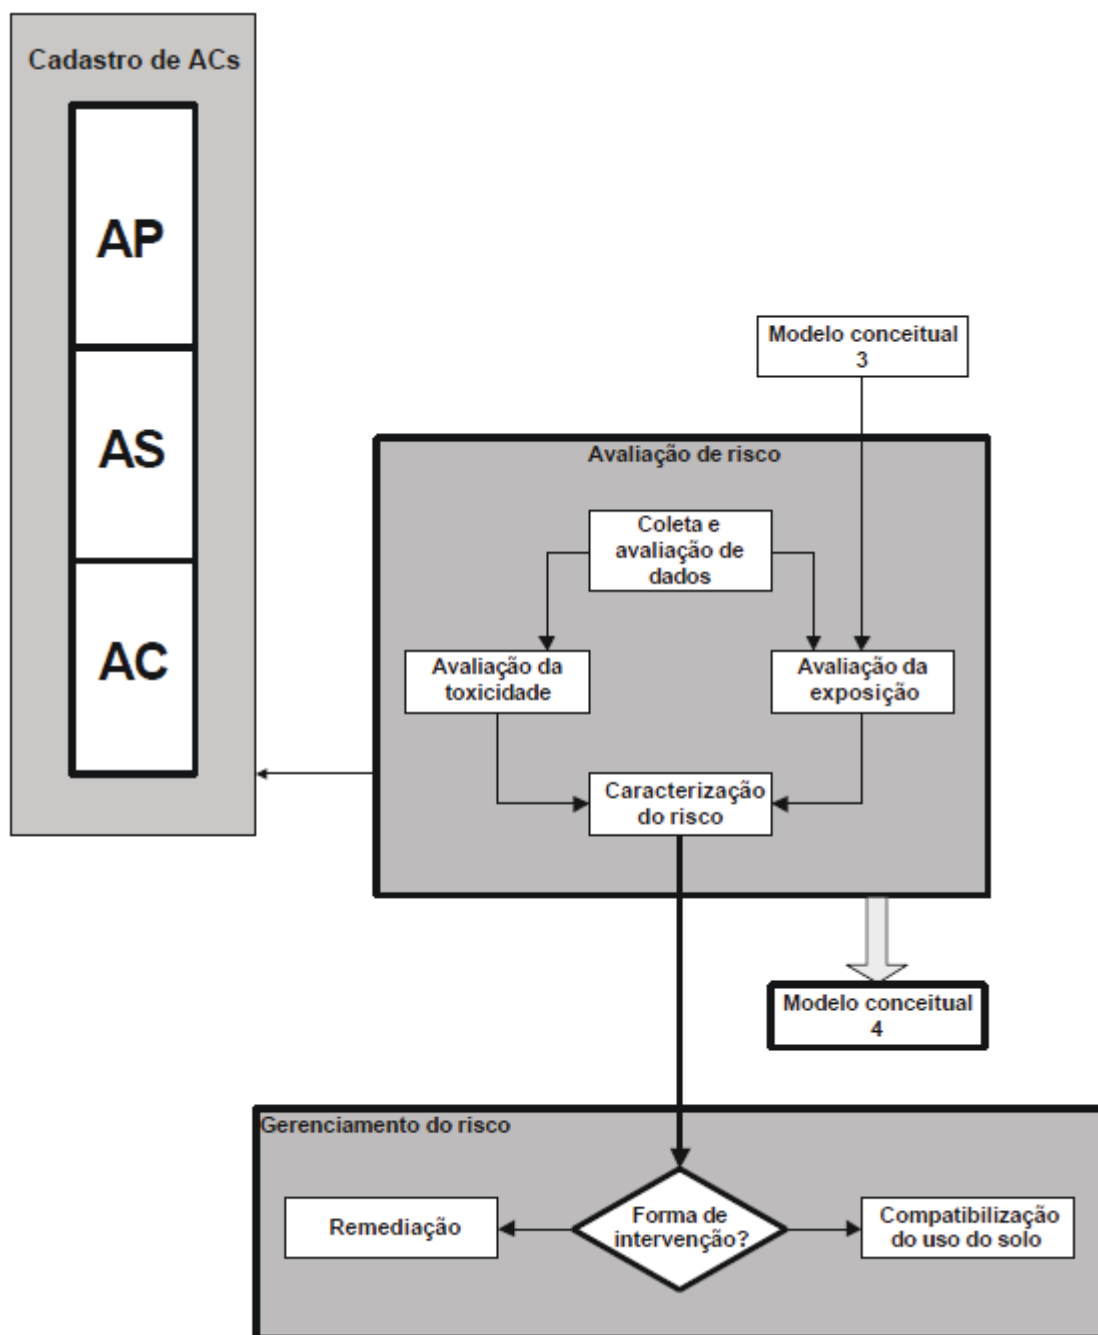 Cadastro de ACs
AP
AS
AC
Modelo conceitual
3
Avaliação de risco
Coleta e
avaliação de
dados
Avaliação da
toxicidade
Avaliação da
exposição
Caracterização
do risco
Modelo conceitual
4
Gerenciamento do risco
Remediação
Forma de
intervenção?
Compatibilização
do uso do solo